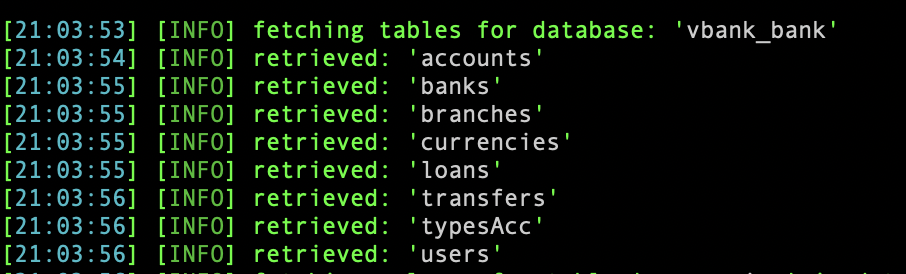 [21:03:53] [INFO] fetching tables for database: 'vbank_bank'
[21:03:54] [INFO] retrieved: 'accounts'
[21:03:55] [INFO] retrieved: 'banks'
[21:03:55] [INFO] retrieved: 'branches'
[21:03:55] [INFO] retrieved: 'currencies'
[21:03:55] [INFO] retrieved: 'loans'
[21:03:56] [INFO] retrieved: 'transfers'
[21:03:56] [INFO] retrieved: 'typesAcc'
[21:03:56] [INFO] retrieved: 'users'